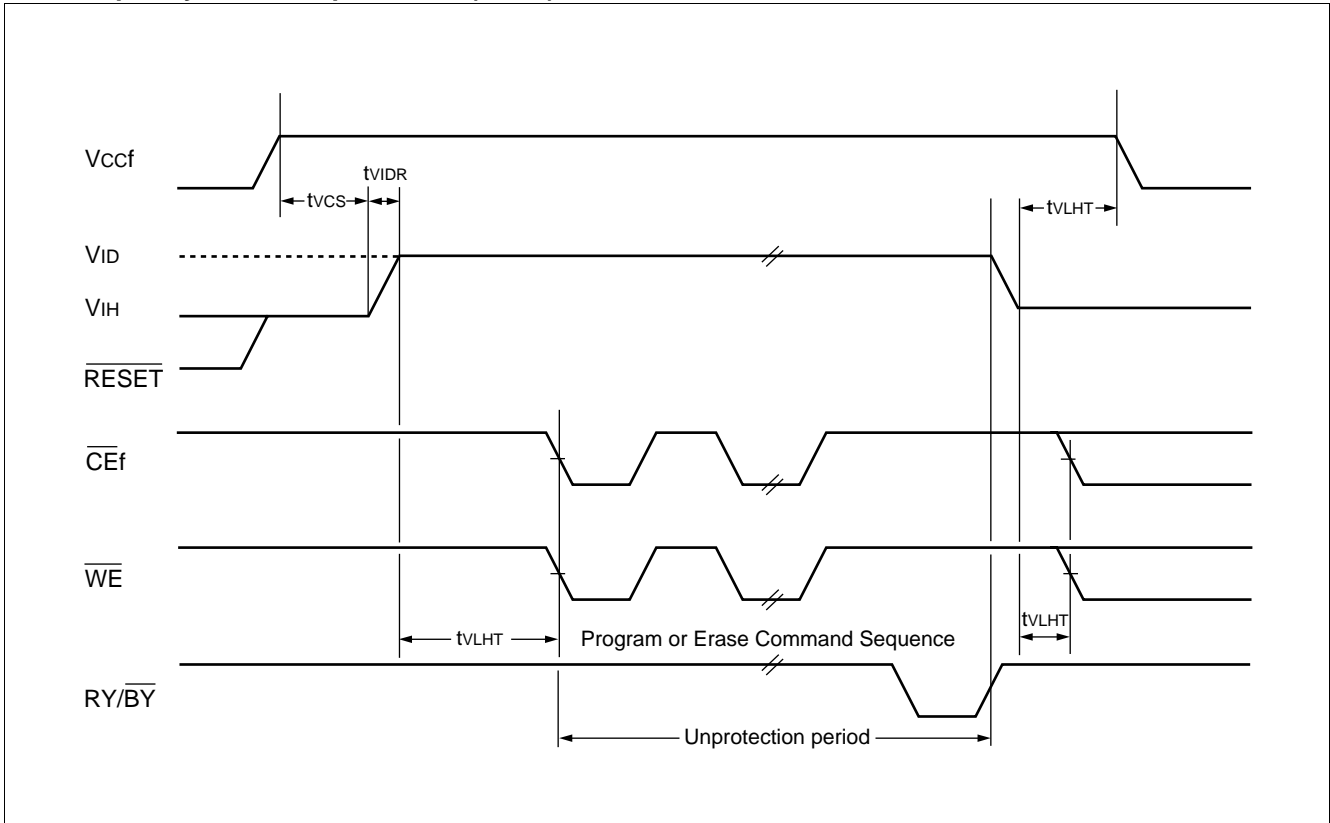 VCCf
tVIDR
tVCS
tVLHT
VID
VIH
RESET
CEf
WE
tVLHT
tVLHT
Program or Erase Command Sequence
RY/BY
Unprotection period